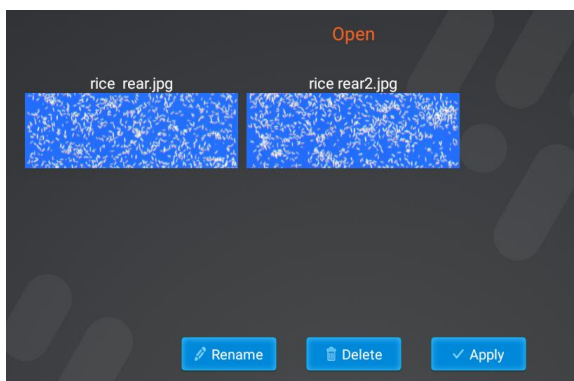 Open
rice rear.jpg
rice rear2.jpg
Rename
Delete
Apply